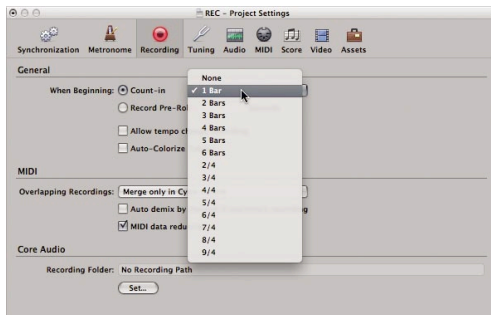 REC - Project Settings
Synchronization Metronome Recording Tuning Audio MIDI Score Video Assets
General
When Beginning: Count-in
Record Pre-Ro
Allow tempo c
Auto-Colorize
None
✓ 1 Bar
2 Bars
3 Bars
4 Bars
5 Bars
6 Bars
2/4
3/4
4/4
5/4
6/4
7/4
8/4
9/4
MIDI
Overlapping Recordings: Merge only in Cy
Auto demix by
MIDI data redu
Core Audio
Recording Folder: No Recording Path
Set...